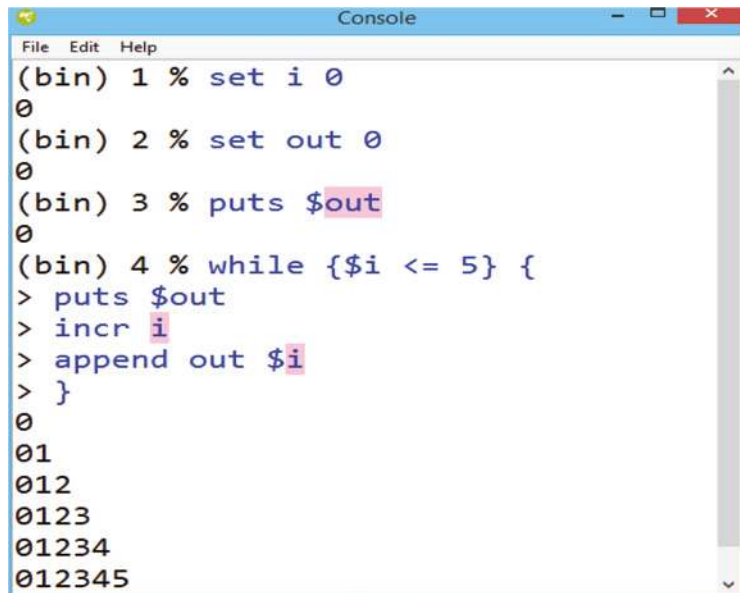 Console
File Edit Help
(bin) 1 % set i 0
0
(bin) 2 % set out 0
0
(bin) 3 % puts $out
0
(bin) 4 % while {$i <= 5} {
> puts $out
> incr i
> append out $i
> }
0
01
012
0123
01234
012345